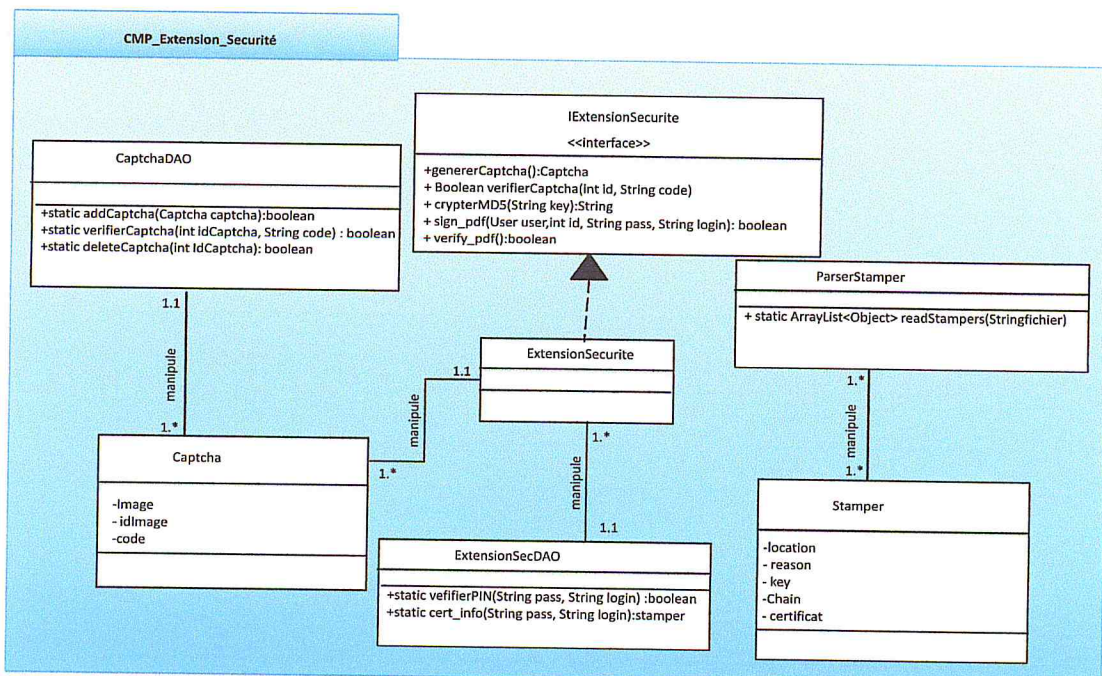 CMP_Extension_Securité
IExtensionSecurite
<<interface>>
+genererCaptcha():Captcha
+ Boolean verifierCaptcha(int id, String code)
+ crypterMD5(String key):String
+ sign_pdf(User user,int id, String pass, String login): boolean
+ verify_pdf():boolean
CaptchaDAO
+static addCaptcha(Captcha captcha):boolean
+static verifierCaptcha(int idCaptcha, String code) : boolean
+static deleteCaptcha(int IdCaptcha): boolean
ParserStamper
+ static ArrayList<Object> readStampers(Stringfichier)
1.1
manipule
1.*
ExtensionSecurite
1.1
manipule
1.*
1.*
manipule
1.1
1.*
manipule
1.*
Captcha
-Image
- idImage
-code
ExtensionSecDAO
+static vefifierPIN(String pass, String login) :boolean
+static cert_info(String pass, String login):stamper
Stamper
-location
- reason
- key
-Chain
- certificat